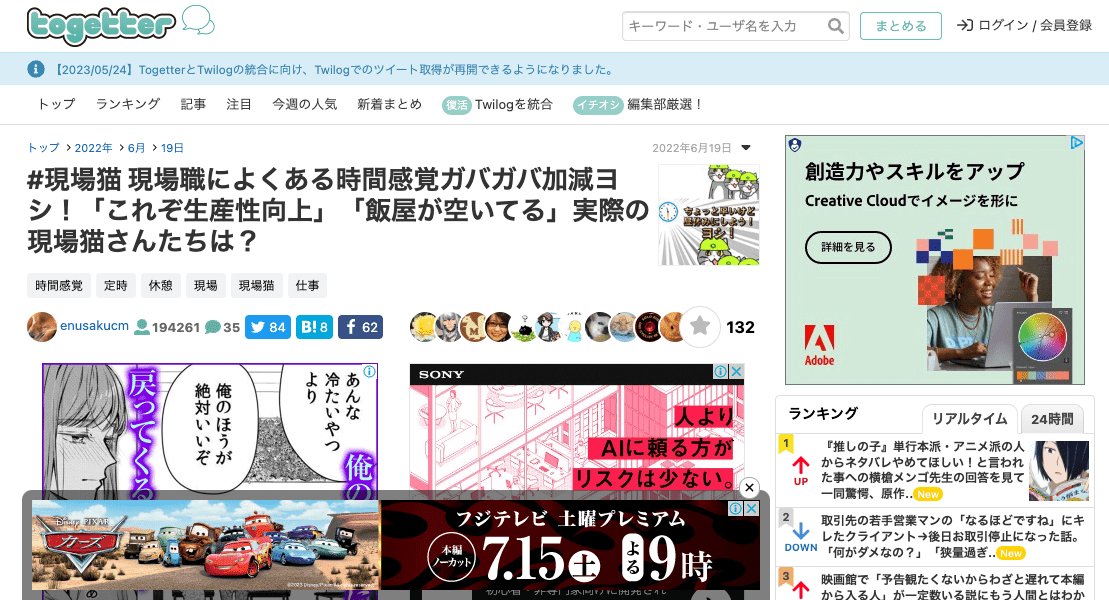 togetter
キーワード・ユーザ名を入力
まとめる
ログイン / 会員登録
【2023/05/24】TogetterとTwilogの統合に向け、Twilogでのツイート取得が再開できるようになりました。
トップ ランキング 記事 注目 今週の人気 新着まとめ 復活 Twilogを統合 イチオシ 編集部厳選！
トップ 2022年 6月 19日
2022年6月19日
#現場猫 現場職によくある時間感覚ガバガバ加減ヨ
シ！「これぞ生産性向上」「飯屋が空いてる」実際の
現場猫さんたちは？
ちょっと早いけど
昼休みにしよう！
ヨシ！
時間感覚 定時 休憩 現場 現場猫 仕事
enusakucm 194261 35 84 B! 8 62
132
あんな
冷たいやつ
より
俺のほうが
絶対いいぞ
戻ってくる
俺の
SONY
人より
AIに頼る方が
リスクは少ない。
Disney PIXAR
カーズ
©2023 Disney/Pixar
フジテレビ 土曜プレミアム
本編
ノーカット
7.15土よる9時
初心者・非専門家向けに開発され
創造力やスキルをアップ
Creative Cloudでイメージを形に
詳細を見る
Adobe
ランキング
リアルタイム
24時間
1
UP
『推しの子』単行本派・アニメ派の人
からネタバレやめてほしい！と言われ
た事への横槍メンゴ先生の回答を見て
一同驚愕、原作.. New
2
DOWN
取引先の若手営業マンの「なるほどですね」にキ
レたクライアント→後日お取引停止になった話。
「何がダメなの？」「狭量過ぎ.. New
3
映画館で「予告観たくないからわざと遅れて本編
から入る人」が一定数いる説にもう人間とはわか